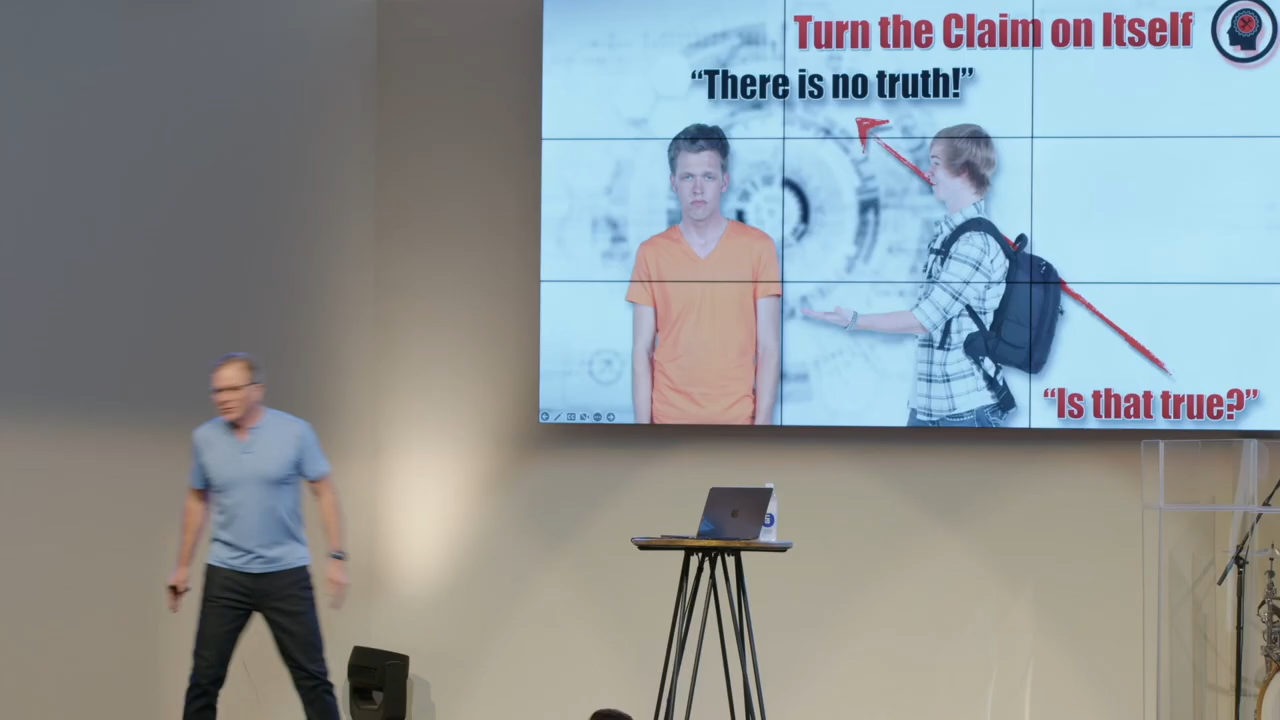 Turn the Claim on Itself
“There is no truth!”
“Is that true?”